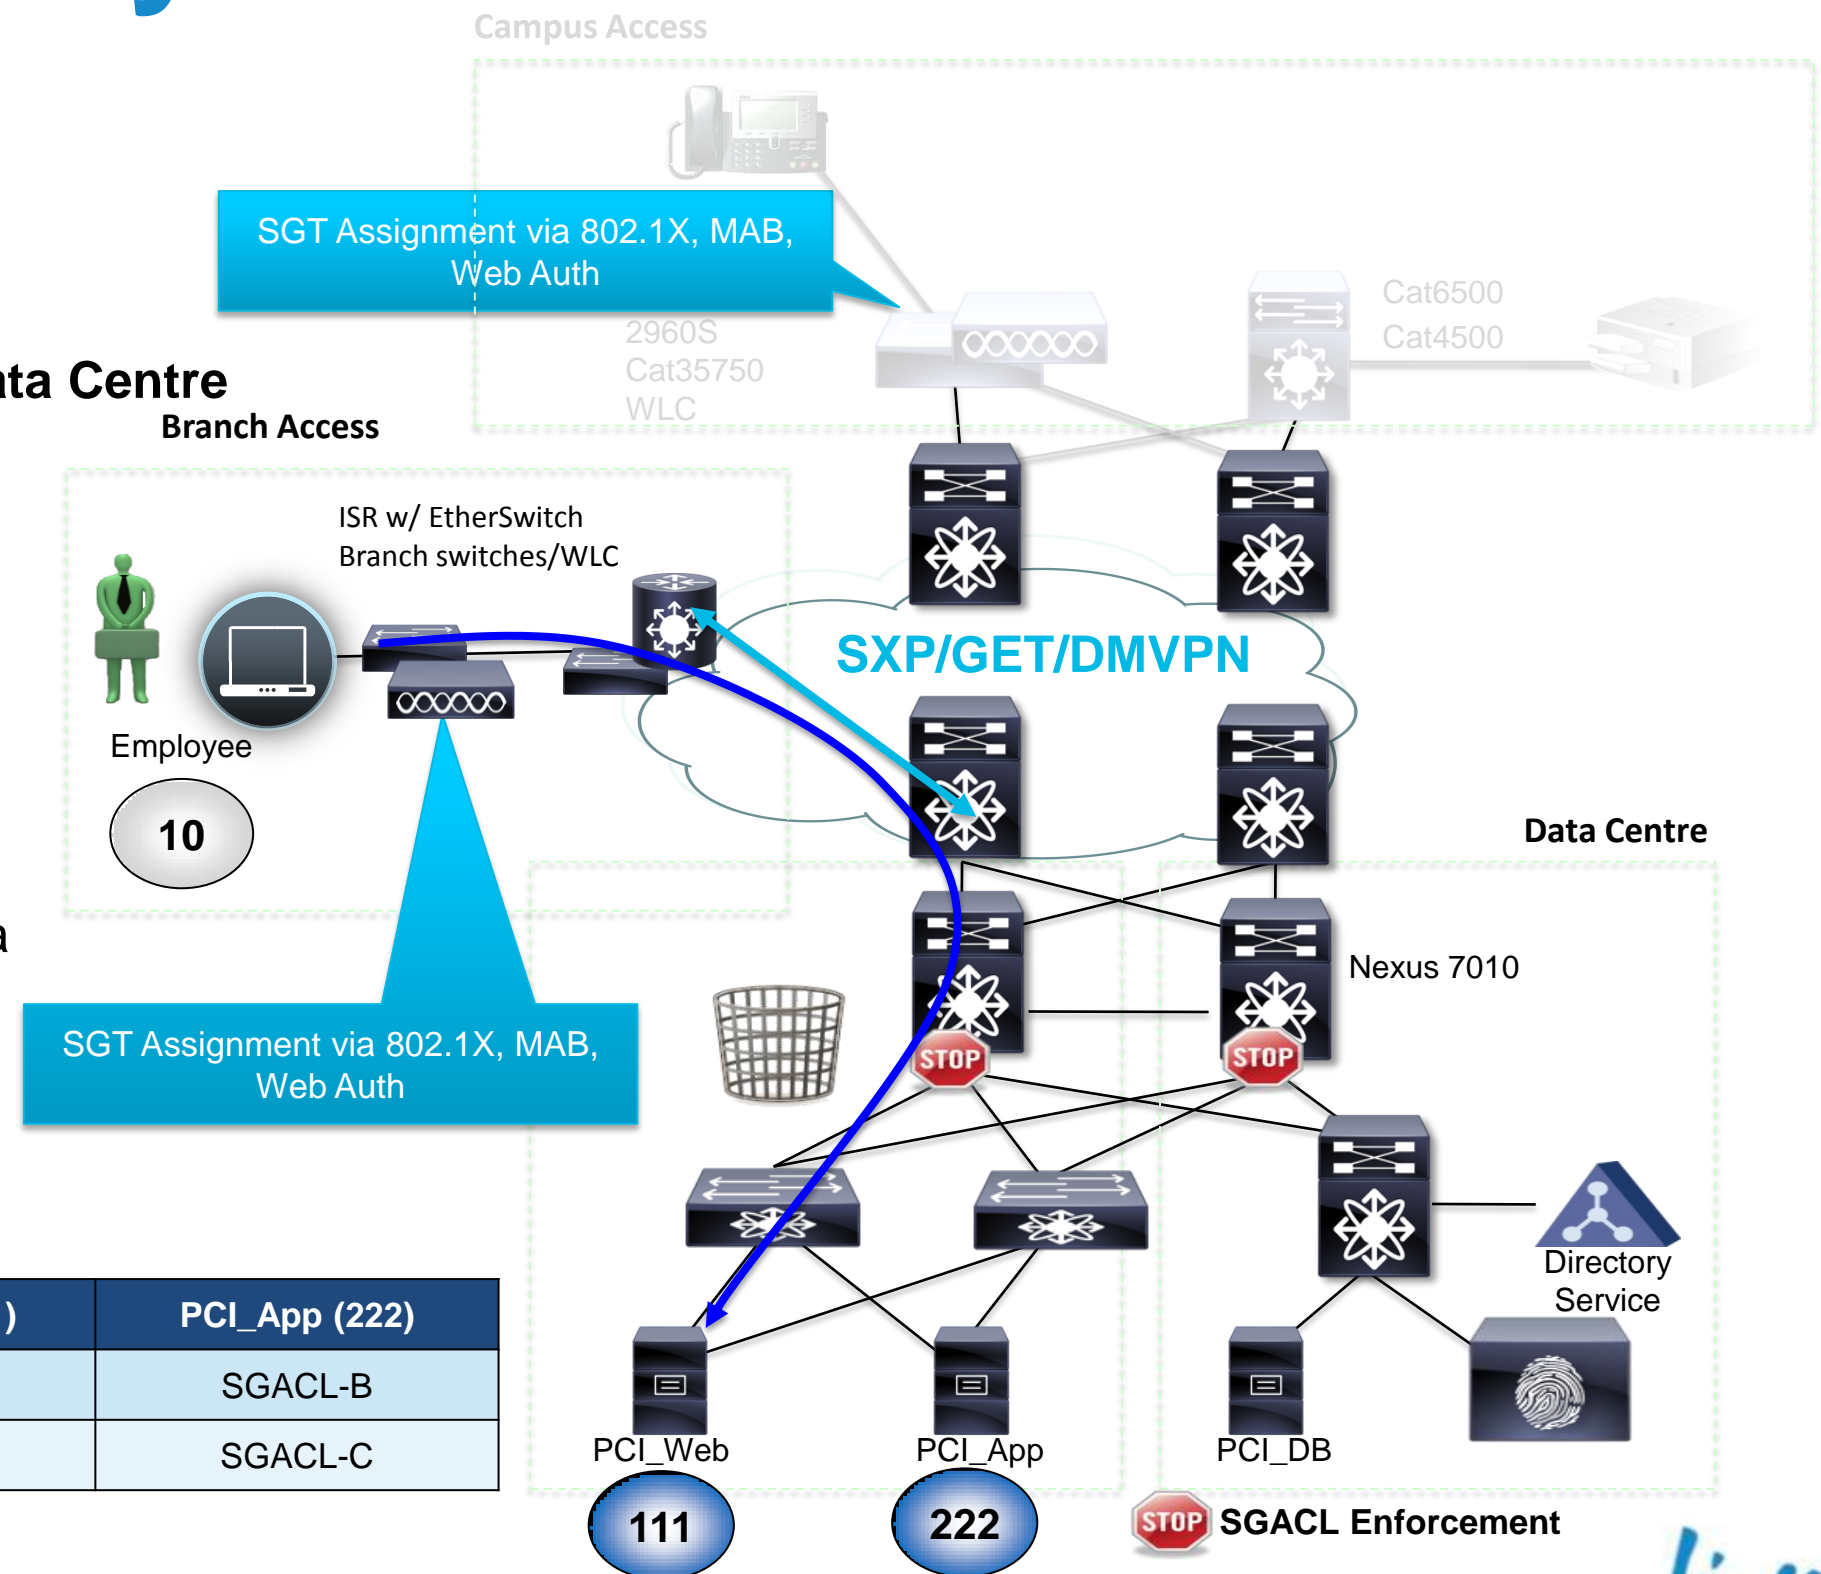 Campus Access
SGT Assignment via 802.1X, MAB,
Web Auth
2960S
Cat35750
WLC
Cat6500
Cat4500
Centre
Branch Access
ISR w/ EtherSwitch
Branch switches/WLC
SXP/GET/DMVPN
Employee
10
Data Centre
Nexus 7010
SGT Assignment via 802.1X, MAB,
Web Auth
STOP
STOP
Directory
Service
) PCI_App (222)
SGACL-B
SGACL-C
PCI_Web
PCI_App
PCI_DB
111
222
STOP SGACL Enforcement